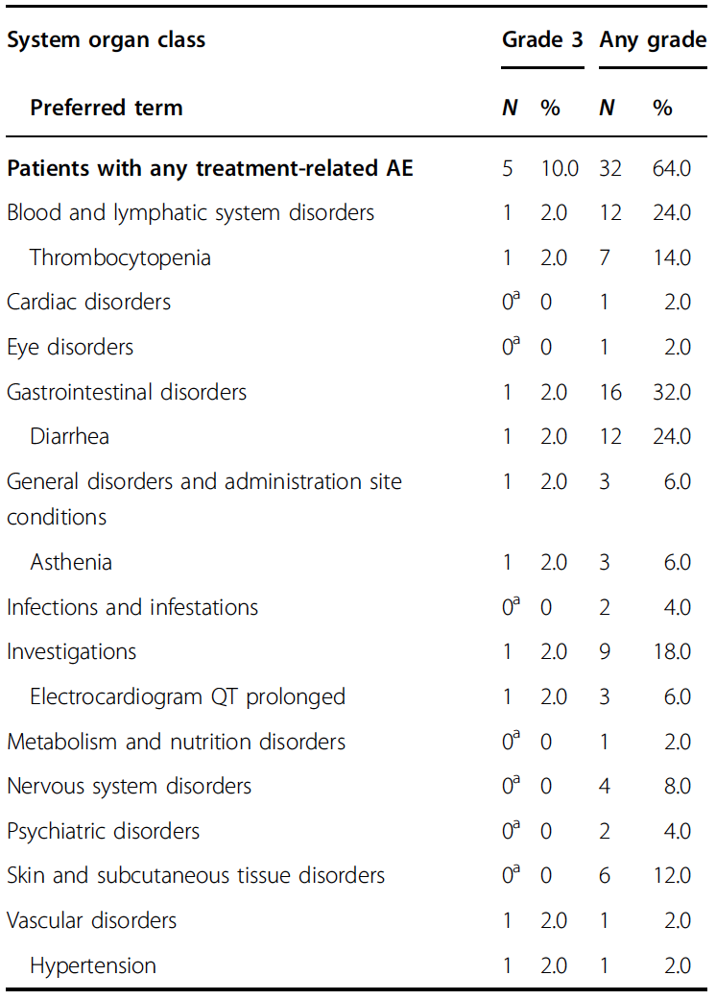 System organ class Grade 3 Any grade
Preferred term N % N %
Patients with any treatment-related AE 5 10.0 32 64.0
Blood and lymphatic system disorders 1 2.0 12 24.0
Thrombocytopenia 1 2.0 7 14.0
Cardiac disorders 0a 0 1 2.0
Eye disorders 0a 0 1 2.0
Gastrointestinal disorders 1 2.0 16 32.0
Diarrhea 1 2.0 12 24.0
General disorders and administration site 1 2.0 3 6.0
conditions
Asthenia 1 2.0 3 6.0
Infections and infestations 0a 0 2 4.0
Investigations 1 2.0 9 18.0
Electrocardiogram QT prolonged 1 2.0 3 6.0
Metabolism and nutrition disorders 0a 0 1 2.0
Nervous system disorders 0a 0 4 8.0
Psychiatric disorders 0a 0 2 4.0
Skin and subcutaneous tissue disorders 0a 0 6 12.0
Vascular disorders 1 2.0 1 2.0
Hypertension 1 2.0 1 2.0